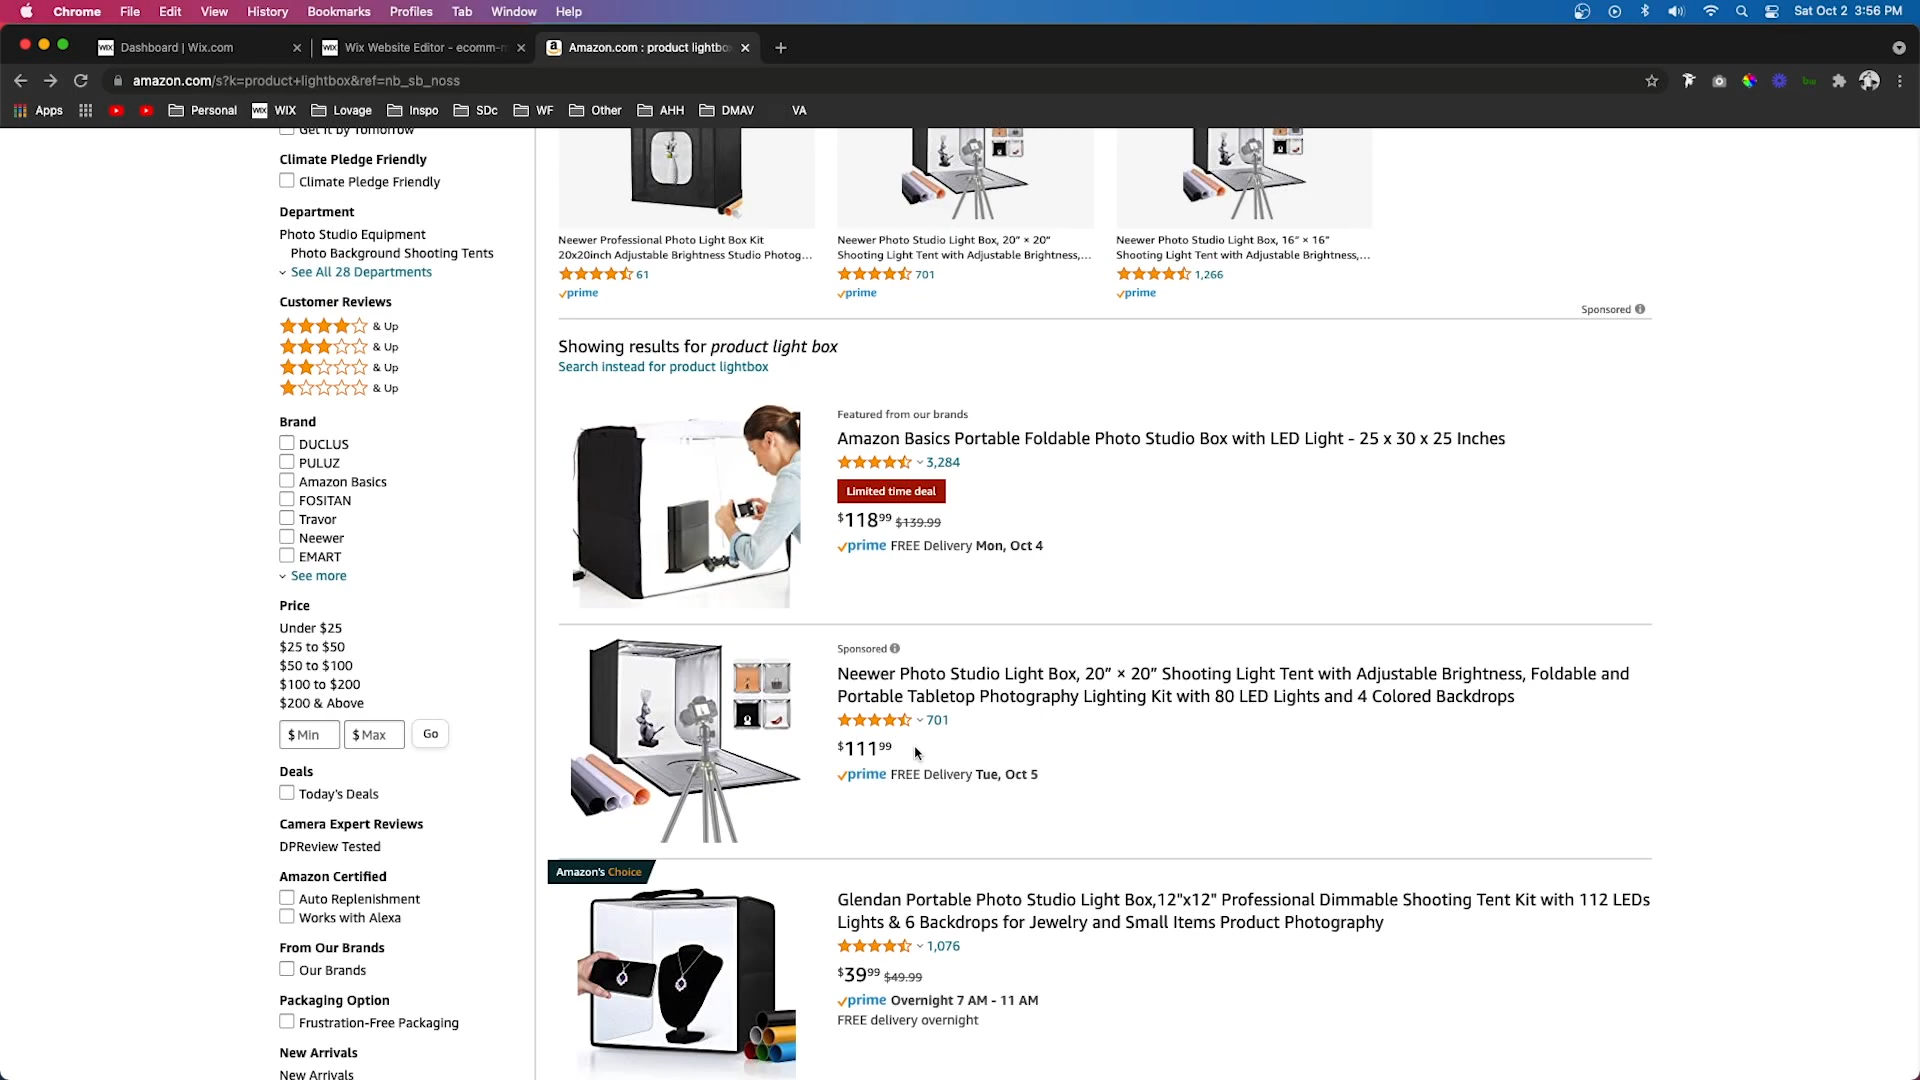 Chrome File Edit View History Bookmarks Profiles Tab Window Help
Sat Oct 2 3:56 PM
WIX Dashboard | Wix.com
WIX Wix Website Editor - ecomm-
Amazon.com : product lightbo
amazon.com/s?k=product+lightbox&ref=nb_sb_noss
Apps Personal WIX WIX Lovage Inspo SDc WF Other AHH DMAV VA
Get It by Tomorrow
Climate Pledge Friendly
Climate Pledge Friendly
Department
Photo Studio Equipment
Photo Background Shooting Tents
See All 28 Departments
Customer Reviews
& Up
& Up
& Up
& Up
Brand
DUCLUS
PULUZ
Amazon Basics
FOSITAN
Travor
Neewer
EMART
See more
Price
Under $25
$25 to $50
$50 to $100
$100 to $200
$200 & Above
$ Min $ Max Go
Deals
Today's Deals
Camera Expert Reviews
DPReview Tested
Amazon Certified
Auto Replenishment
Works with Alexa
From Our Brands
Our Brands
Packaging Option
Frustration-Free Packaging
New Arrivals
New Arrivals
Neewer Professional Photo Light Box Kit
20x20inch Adjustable Brightness Studio Photog...
61
prime
Neewer Photo Studio Light Box, 20” × 20”
Shooting Light Tent with Adjustable Brightness,...
701
prime
Neewer Photo Studio Light Box, 16” × 16”
Shooting Light Tent with Adjustable Brightness,...
1,266
prime
Sponsored
Showing results for product light box
Search instead for product lightbox
Featured from our brands
Amazon Basics Portable Foldable Photo Studio Box with LED Light - 25 x 30 x 25 Inches
3,284
Limited time deal
$118.99 $139.99
prime FREE Delivery Mon, Oct 4
Sponsored
Neewer Photo Studio Light Box, 20” × 20” Shooting Light Tent with Adjustable Brightness, Foldable and
Portable Tabletop Photography Lighting Kit with 80 LED Lights and 4 Colored Backdrops
701
$111.99
prime FREE Delivery Tue, Oct 5
Amazon's Choice
Glendan Portable Photo Studio Light Box,12"x12" Professional Dimmable Shooting Tent Kit with 112 LEDs
Lights & 6 Backdrops for Jewelry and Small Items Product Photography
1,076
$39.99 $49.99
prime Overnight 7 AM - 11 AM
FREE delivery overnight